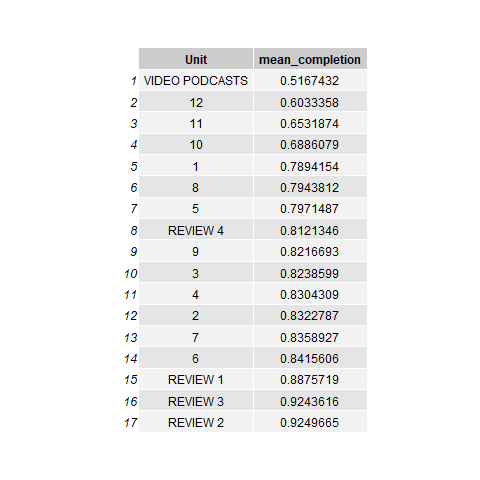 Unit mean_completion
1 VIDEO PODCASTS 0.5167432
2 12 0.6033358
3 11 0.6531874
4 10 0.6886079
5 1 0.7894154
6 8 0.7943812
7 5 0.7971487
8 REVIEW 4 0.8121346
9 9 0.8216693
10 3 0.8238599
11 4 0.8304309
12 2 0.8322787
13 7 0.8358927
14 6 0.8415606
15 REVIEW 1 0.8875719
16 REVIEW 3 0.9243616
17 REVIEW 2 0.9249665